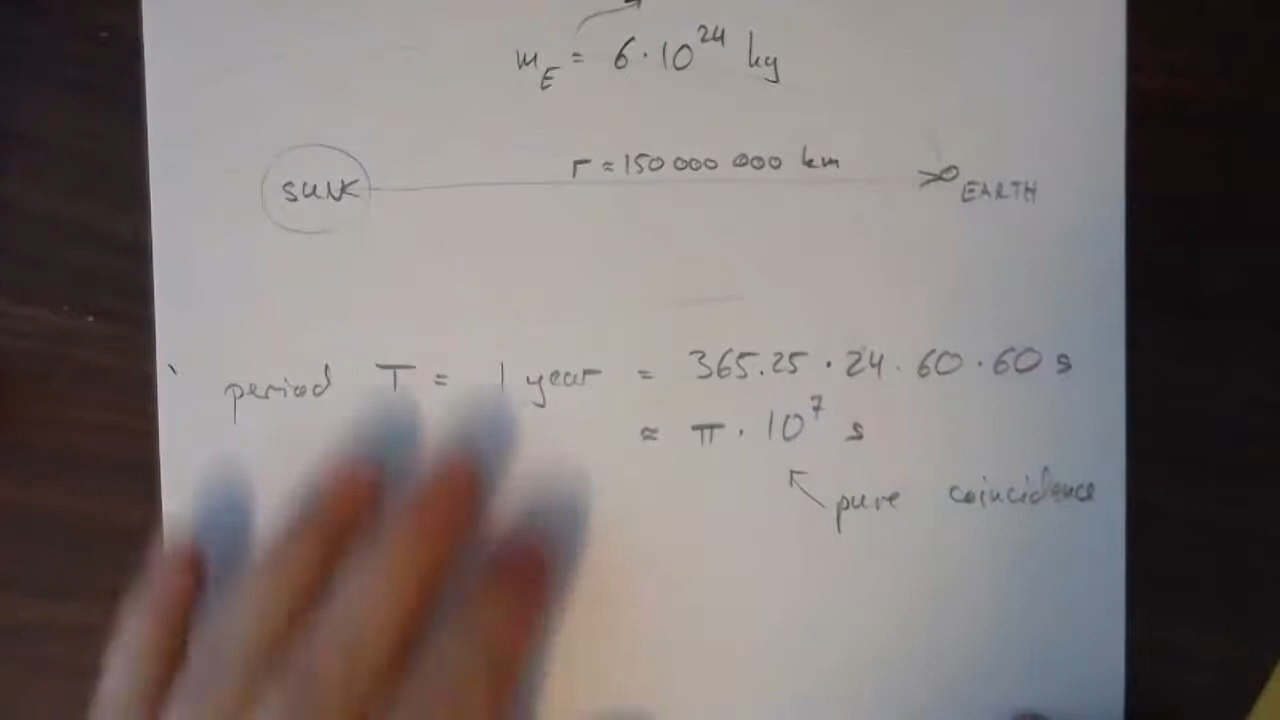 m_E = 6·10^24 kg
r ≈ 150 000 000 km
SUN
EARTH
period T = 1 year = 365.25 · 24 · 60 · 60 s
≈ π · 10^7 s
pure coincidence